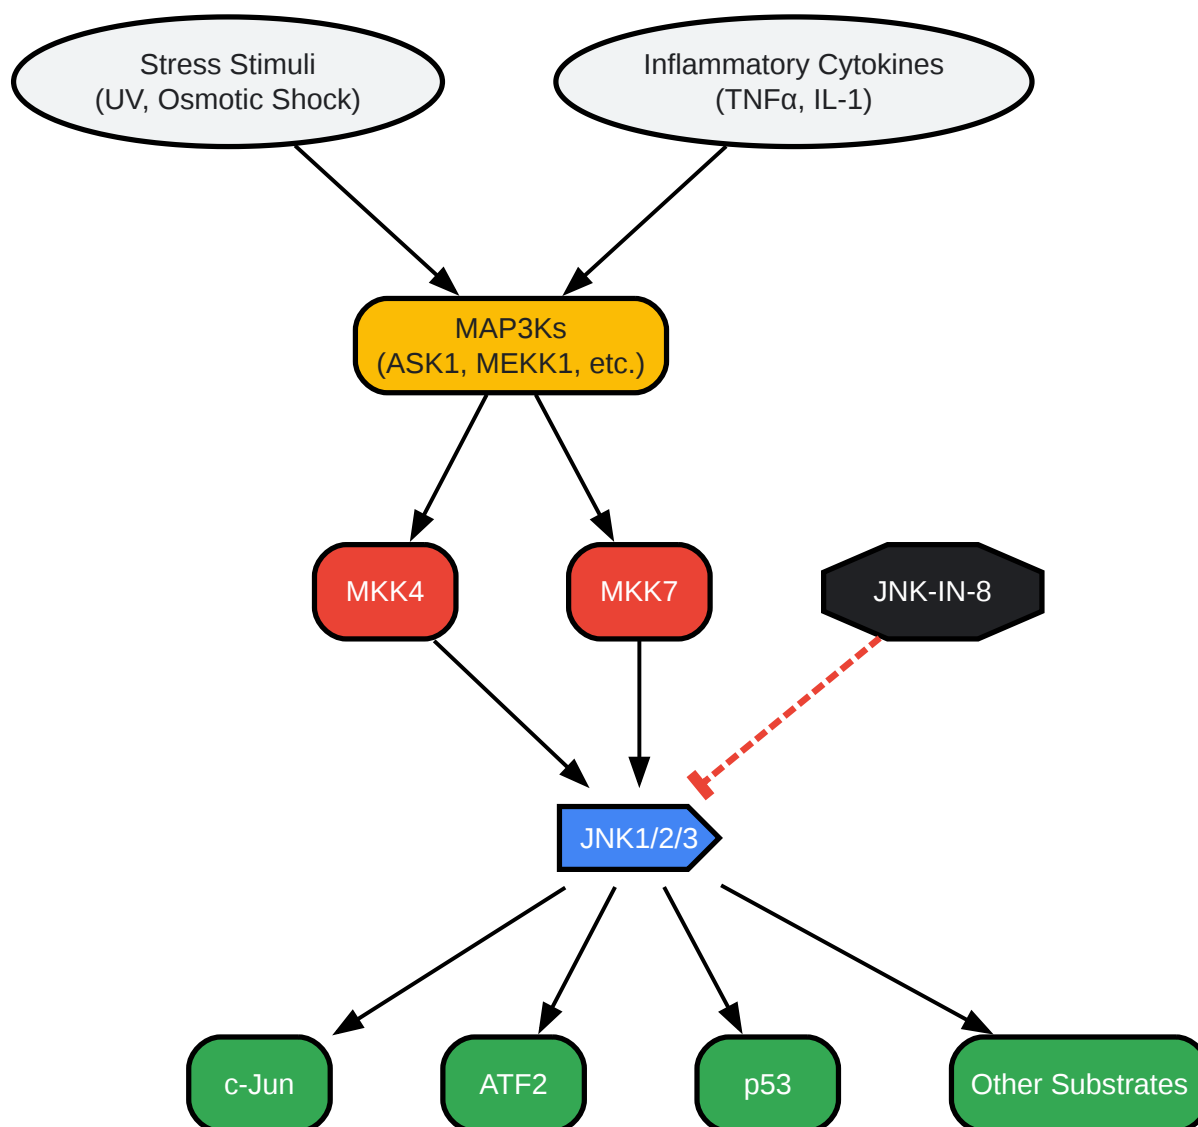 Stress Stimuli
(UV, Osmotic Shock)
Inflammatory Cytokines
(TNFα, IL-1)
MAP3Ks
(ASK1, MEKK1, etc.)
MKK4
MKK7
JNK-IN-8
JNK1/2/3
c-Jun
ATF2
p53
Other Substrates